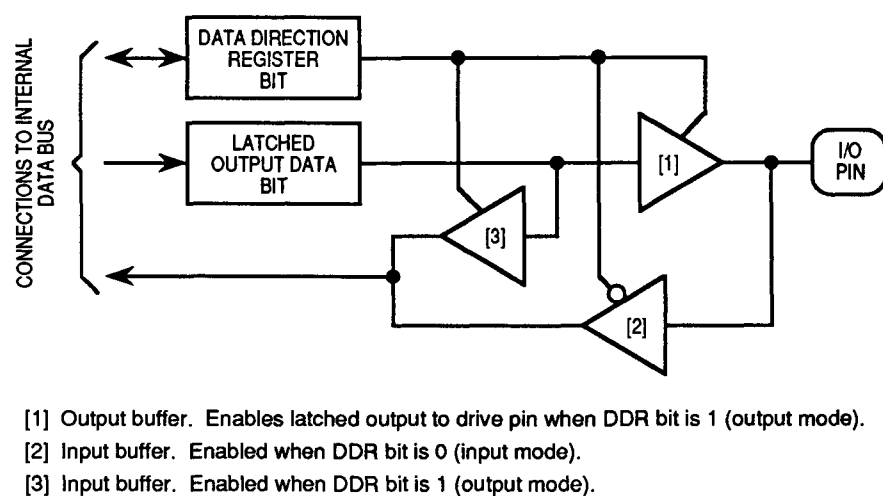 CONNECTIONS TO INTERNAL
DATA BUS
DATA DIRECTION
REGISTER
BIT
LATCHED
OUTPUT DATA
BIT
[1]
I/O
PIN
[3]
[2]
[1] Output buffer. Enables latched output to drive pin when DDR bit is 1 (output mode).
[2] Input buffer. Enabled when DDR bit is 0 (input mode).
[3] Input buffer. Enabled when DDR bit is 1 (output mode).